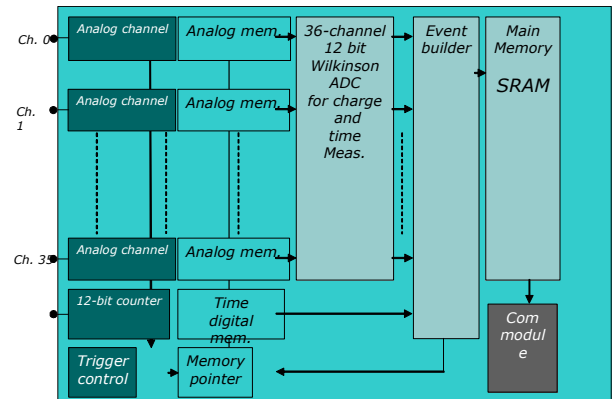 Ch. 0
Analog channel
Analog mem.
36-channel
12 bit
Wilkinson
ADC
for charge
and
time
Meas.
Event
builder
Main
Memory
SRAM
Ch.
1
Analog channel
Analog mem.
Ch. 35
Analog channel
Analog mem.
12-bit counter
Time
digital
mem.
Trigger
control
Memory
pointer
Com
modul
e